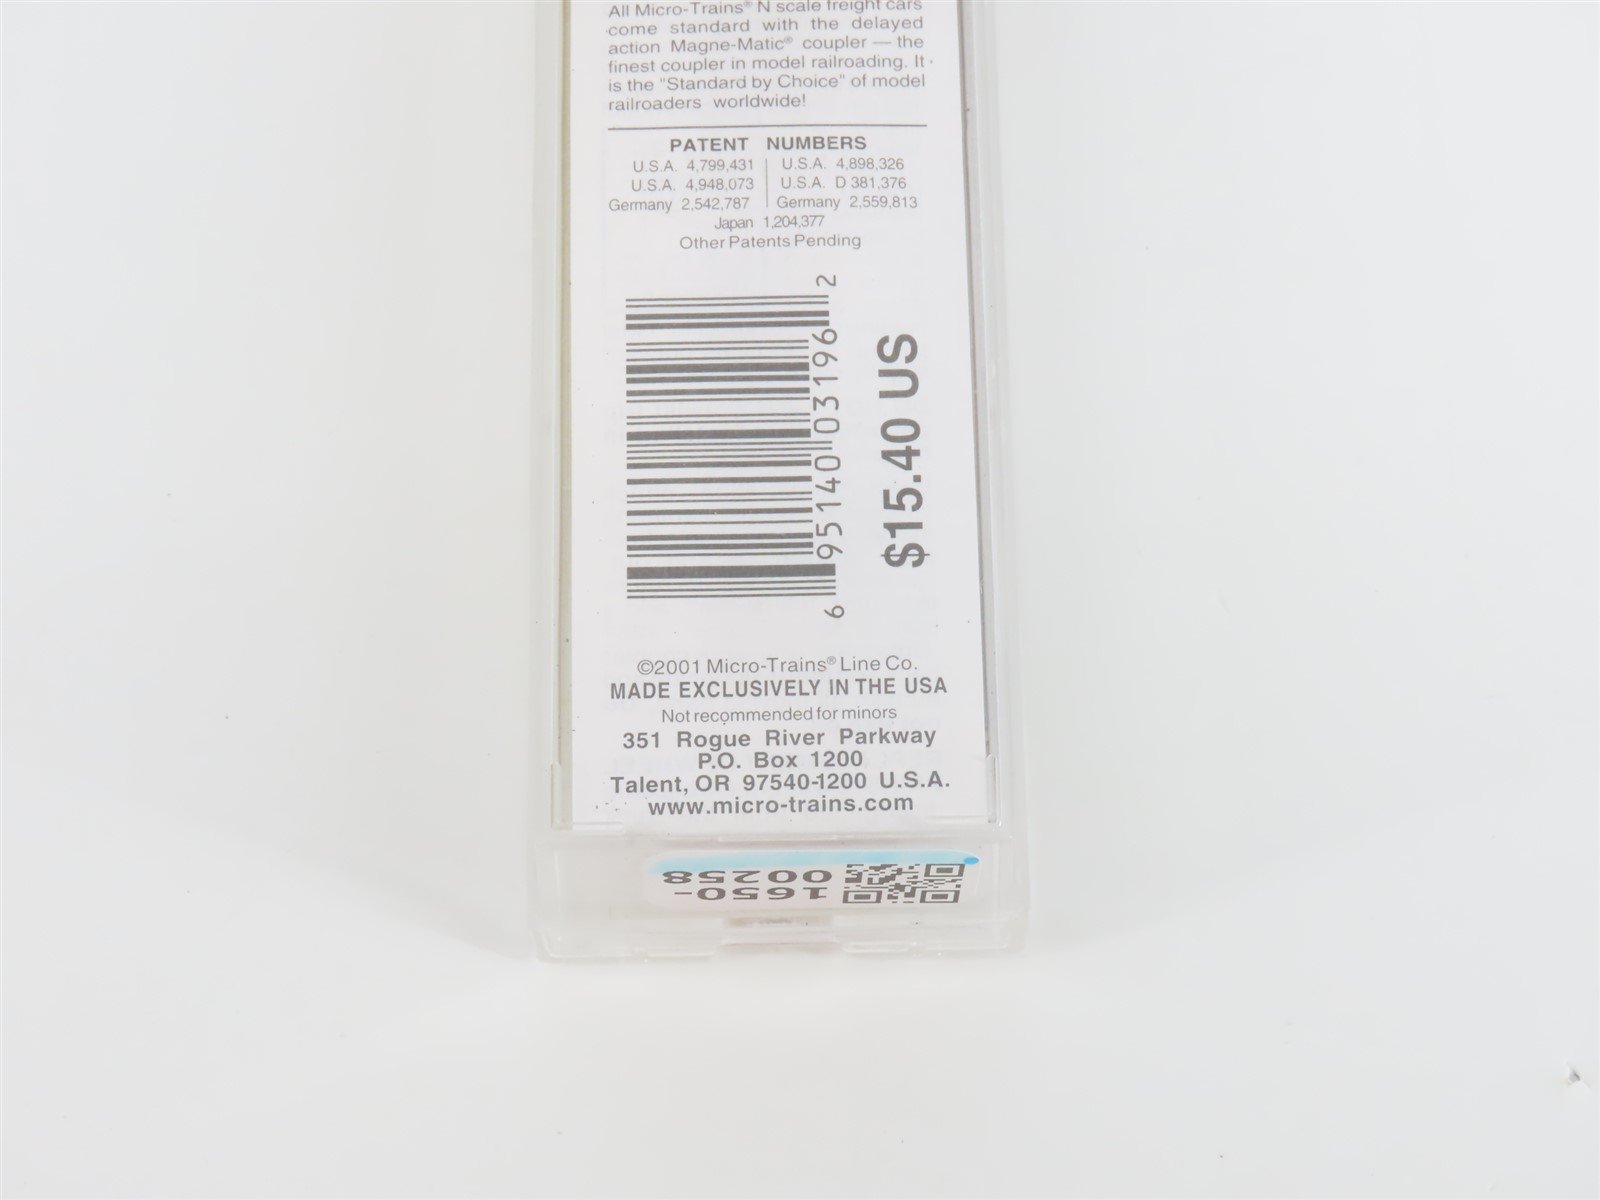 All Micro-Trains® N scale freight cars
come standard with the delayed
action Magne-Matic® coupler — the
finest coupler in model railroading. It
is the "Standard by Choice" of model
railroaders worldwide!
PATENT NUMBERS
U.S.A. 4,799,431 | U.S.A. 4,898,326
U.S.A. 4,948,073 | U.S.A. D 381,376
Germany 2,542,787 | Germany 2,559,813
Japan 1,204,377
Other Patents Pending
6 95140 03196 2
$15.40 US
©2001 Micro-Trains® Line Co.
MADE EXCLUSIVELY IN THE USA
Not recommended for minors
351 Rogue River Parkway
P.O. Box 1200
Talent, OR 97540-1200 U.S.A.
www.micro-trains.com
1650-
00258